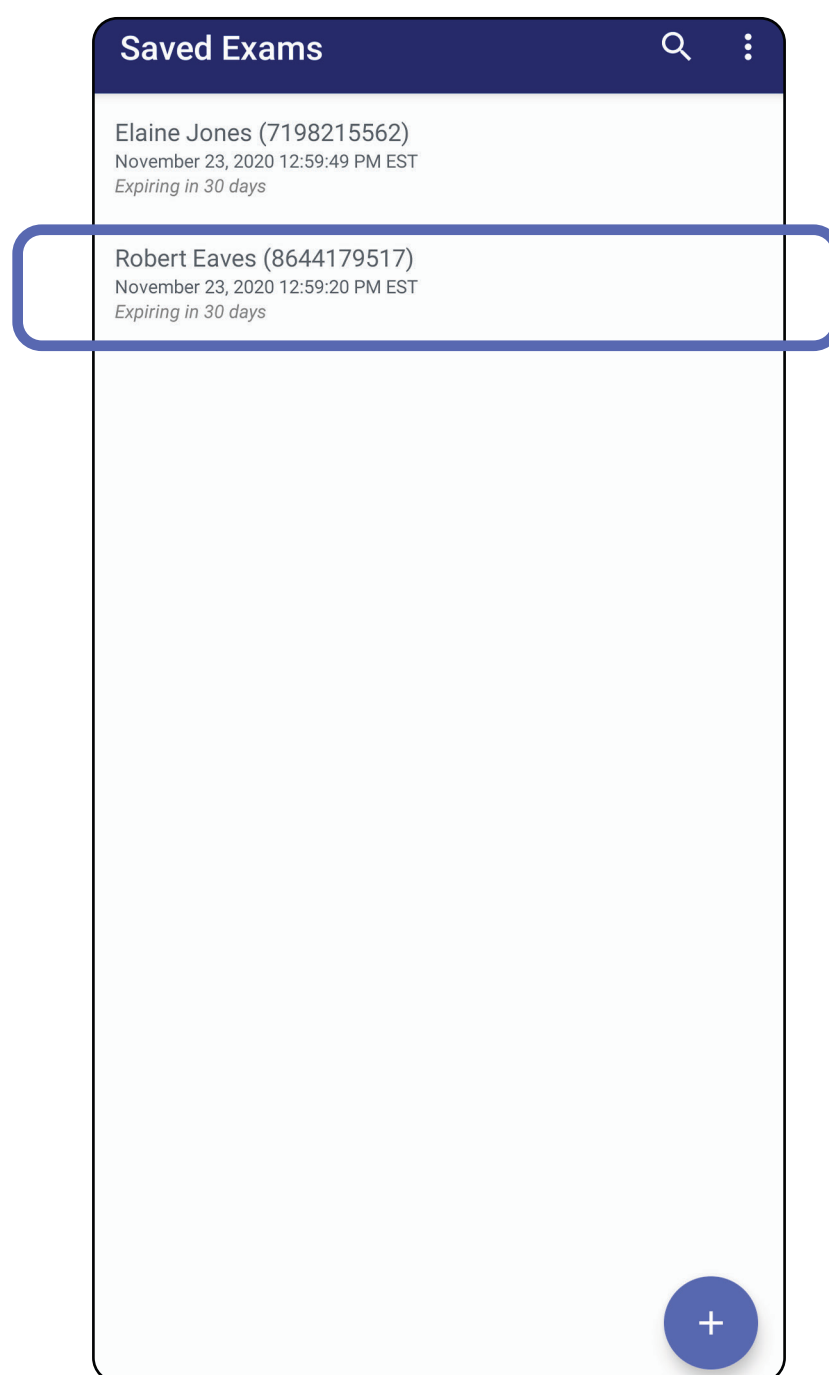 Saved Exams
Elaine Jones (7198215562)
November 23, 2020 12:59:49 PM EST
Expiring in 30 days
Robert Eaves (8644179517)
November 23, 2020 12:59:20 PM EST
Expiring in 30 days
+